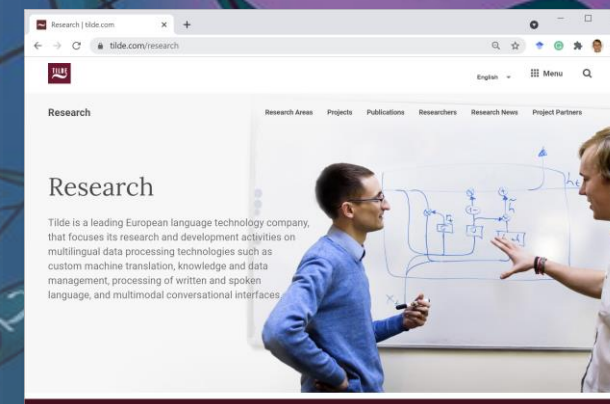 Research | tilde.com
tilde.com/research
TILDE
English
Menu
Research
Research Areas Projects Publications Researchers Research News Project Partners
Research
Tilde is a leading European language technology company,
that focuses its research and development activities on
multilingual data processing technologies such as
custom machine translation, knowledge and data
management, processing of written and spoken
language, and multimodal conversational interfaces